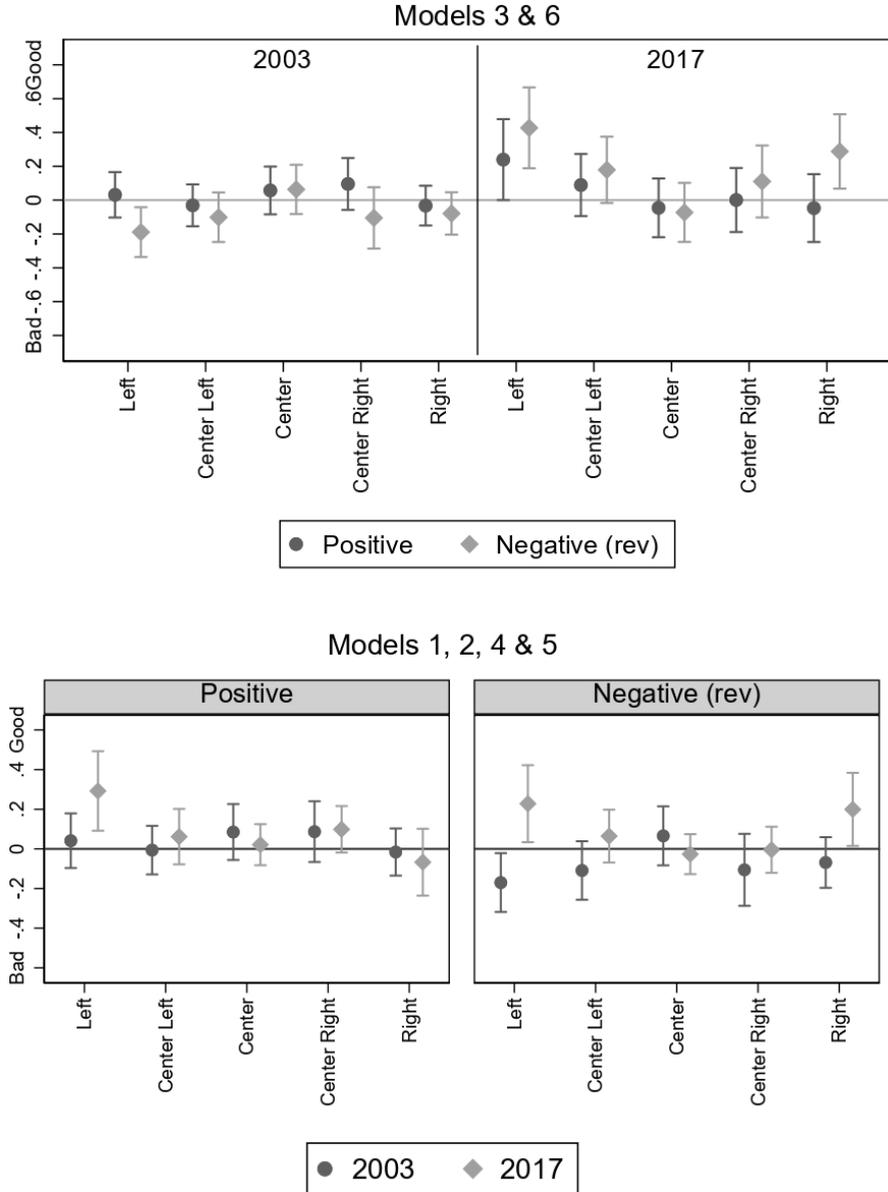 Models 3 & 6
2003
2017
Bad -.6 -.4 -.2 0 .2 .4 .6Good
Left
Center Left
Center
Center Right
Right
Left
Center Left
Center
Center Right
Right
Positive
Negative (rev)
Models 1, 2, 4 & 5
Positive
Negative (rev)
Bad -.4 -.2 0 .2 .4 Good
Left
Center Left
Center
Center Right
Right
Left
Center Left
Center
Center Right
Right
2003
2017